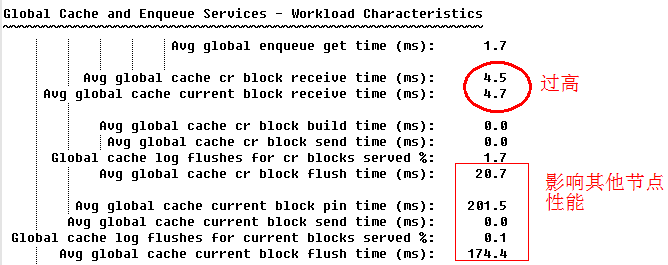 Global Cache and Enqueue Services - Workload Characteristics
~~~~~~~~~~~~~~~~~~~~~~~~~~~~~~~~~~~~~~~~~~~~~~~~~~~~~~~~~~~~
Avg global enqueue get time (ms): 1.7
Avg global cache cr block receive time (ms): 4.5
Avg global cache current block receive time (ms): 4.7
过高
Avg global cache cr block build time (ms): 0.0
Avg global cache cr block send time (ms): 0.0
Global cache log flushes for cr blocks served %: 1.7
Avg global cache cr block flush time (ms): 20.7
影响其他节点
性能
Avg global cache current block pin time (ms): 201.5
Avg global cache current block send time (ms): 0.0
Global cache log flushes for current blocks served %: 0.1
Avg global cache current block flush time (ms): 174.4